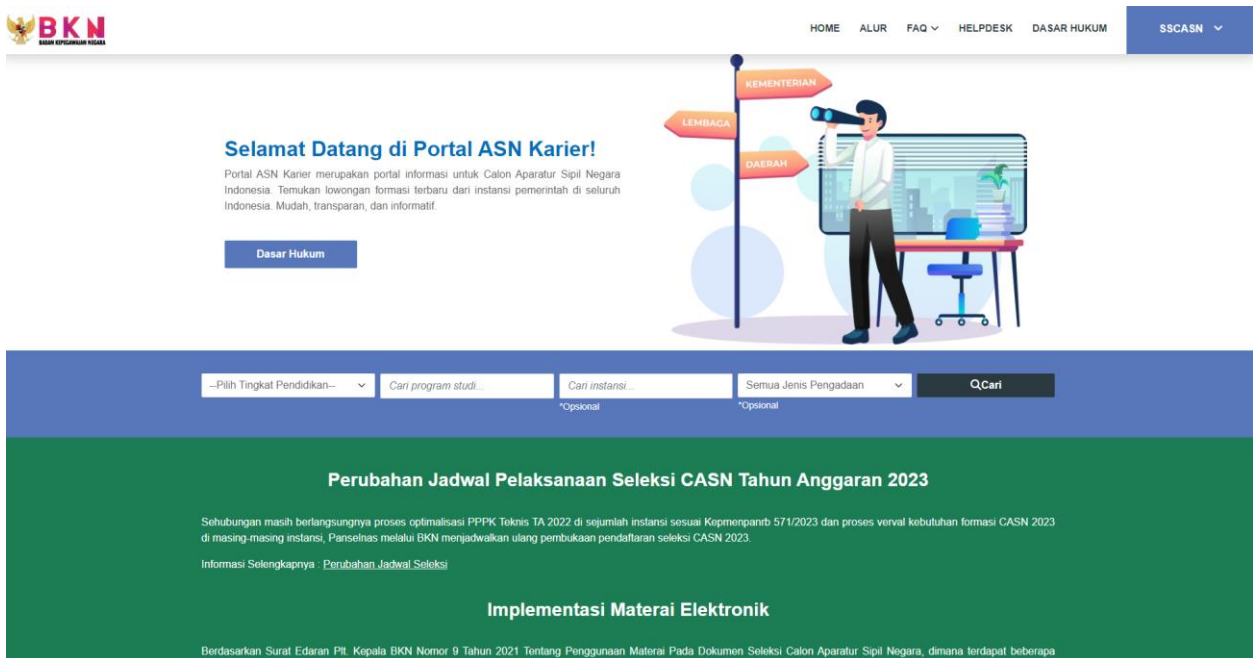 BKN
BADAN KEPEGAWAIAN NEGARA
HOME ALUR FAQ HELPDESK DASAR HUKUM SSCASN
KEMENTERIAN
LEMBAGA
DAERAH
Selamat Datang di Portal ASN Karier!
Portal ASN Karier merupakan portal informasi untuk Calon Aparatur Sipil Negara
Indonesia. Temukan lowongan formasi terbaru dari instansi pemerintah di seluruh
Indonesia. Mudah, transparan, dan informatif.
Dasar Hukum
--Pilih Tingkat Pendidikan-- Cari program studi... Cari instansi... Semua Jenis Pengadaan Cari
*Opsional *Opsional
Perubahan Jadwal Pelaksanaan Seleksi CASN Tahun Anggaran 2023
Sehubungan masih berlangsungnya proses optimalisasi PPPK Teknis TA 2022 di sejumlah instansi sesuai Kepmenpanrb 571/2023 dan proses verval kebutuhan formasi CASN 2023
di masing-masing instansi, Panselnas melalui BKN menjadwalkan ulang pembukaan pendaftaran seleksi CASN 2023.
Informasi Selengkapnya : Perubahan Jadwal Seleksi
Implementasi Materai Elektronik
Berdasarkan Surat Edaran Plt. Kepala BKN Nomor 9 Tahun 2021 Tentang Penggunaan Materai Pada Dokumen Seleksi Calon Aparatur Sipil Negara, dimana terdapat beberapa